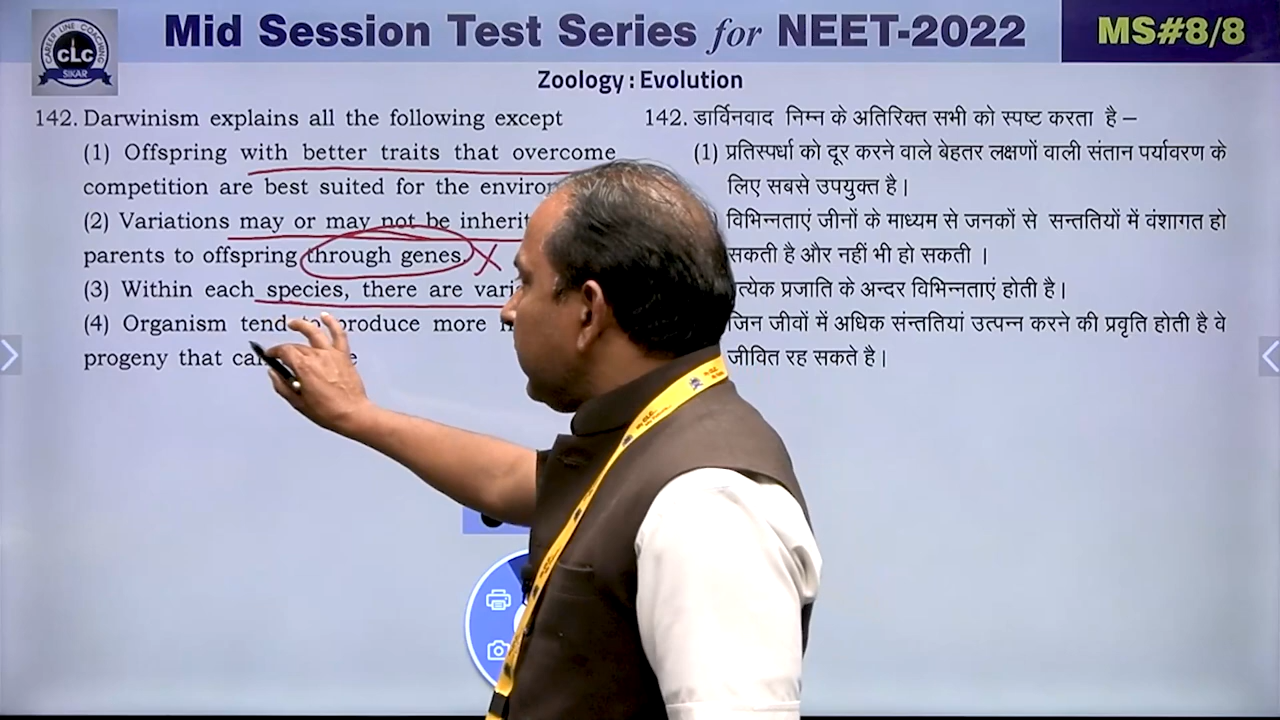 CAREER LINE COACHING
CLC
SIKAR
Mid Session Test Series for NEET-2022
MS#8/8
Zoology : Evolution
142. Darwinism explains all the following except
(1) Offspring with better traits that overcome
competition are best suited for the
(2) Variations may or may not be
parents to offspring through genes.
(3) Within each species, there are
(4) Organism tend to produce more
progeny that
142. डार्विनवाद निम्न के अतिरिक्त सभी को स्पष्ट करता है –
(1) प्रतिस्पर्धा को दूर करने वाले बेहतर लक्षणों वाली संतान पर्यावरण के
लिए सबसे उपयुक्त है।
विभिन्नताएं जीनों के माध्यम से जनकों से सन्ततियों में वंशागत हो
सकती है और नहीं भी हो सकती ।
प्रजाति के अन्दर विभिन्नताएं होती है।
जिन जीवों में अधिक संन्ततियां उत्पन्न करने की प्रवृति होती है वे
जीवित रह सकते है।